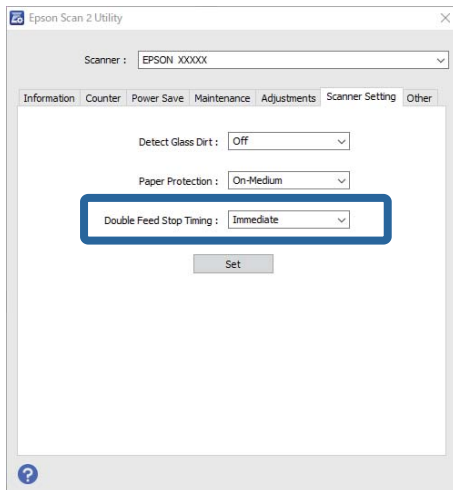 Epson Scan 2 Utility
Scanner : EPSON XXXXX
Information Counter Power Save Maintenance Adjustments Scanner Setting Other
Detect Glass Dirt : Off
Paper Protection : On-Medium
Double Feed Stop Timing : Immediate
Set
?